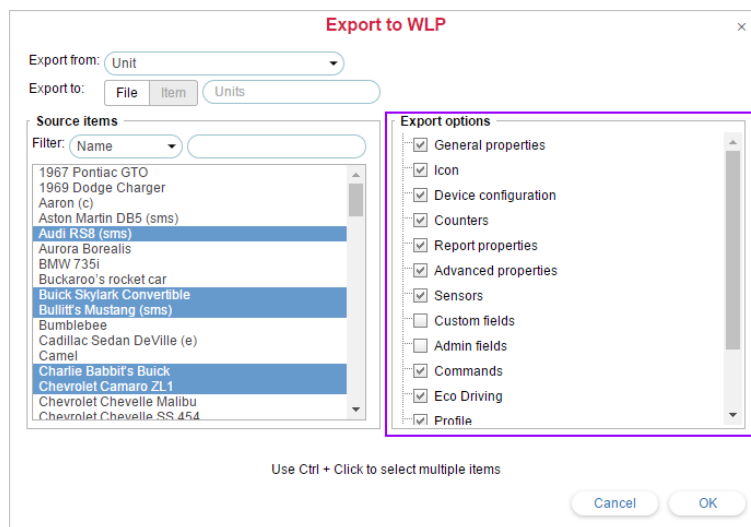 Export to WLP
×
Export from: Unit
Export to: File Item Units
Source items
Filter: Name
1967 Pontiac GTO
1969 Dodge Charger
Aaron (c)
Aston Martin DB5 (sms)
Audi RS8 (sms)
Aurora Borealis
BMW 735i
Buckaroo's rocket car
Buick Skylark Convertible
Bullitt's Mustang (sms)
Bumblebee
Cadillac Sedan DeVille (e)
Camel
Charlie Babbit's Buick
Chevrolet Camaro ZL1
Chevrolet Chevelle Malibu
Chevrolet Chevelle SS 454
Export options
General properties
Icon
Device configuration
Counters
Report properties
Advanced properties
Sensors
Custom fields
Admin fields
Commands
Eco Driving
Profile
Use Ctrl + Click to select multiple items
Cancel OK